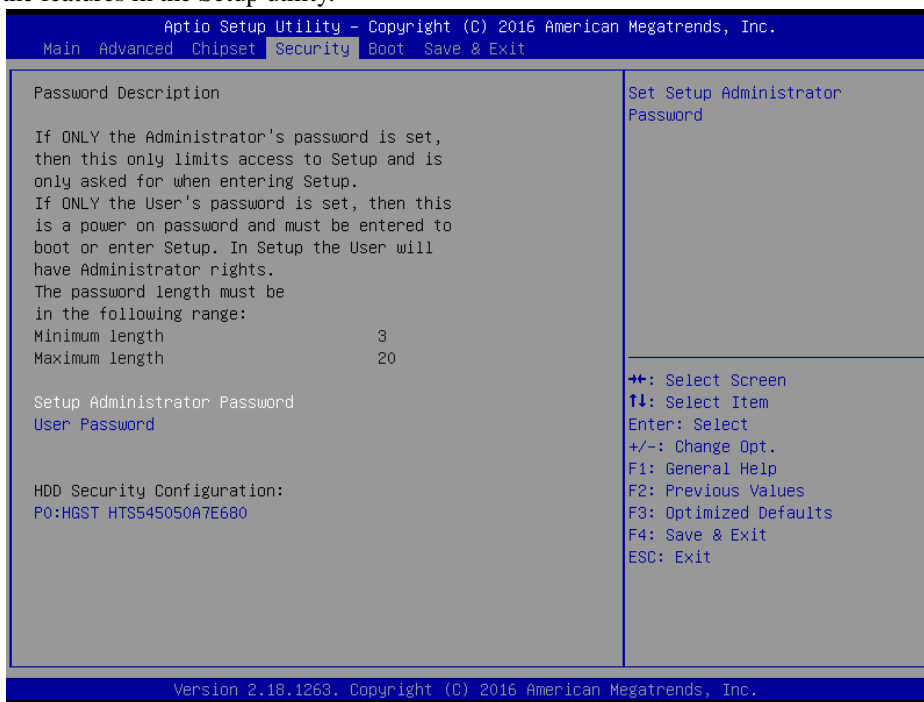 the features in the Setup utility.
Aptio Setup Utility – Copyright (C) 2016 American Megatrends, Inc.
Main Advanced Chipset Security Boot Save & Exit
Password Description
If ONLY the Administrator's password is set,
then this only limits access to Setup and is
only asked for when entering Setup.
If ONLY the User's password is set, then this
is a power on password and must be entered to
boot or enter Setup. In Setup the User will
have Administrator rights.
The password length must be
in the following range:
Minimum length 3
Maximum length 20
Setup Administrator Password
User Password
HDD Security Configuration:
P0:HGST HTS545050A7E680
Set Setup Administrator
Password
→←: Select Screen
↑↓: Select Item
Enter: Select
+/-: Change Opt.
F1: General Help
F2: Previous Values
F3: Optimized Defaults
F4: Save & Exit
ESC: Exit
Version 2.18.1263. Copyright (C) 2016 American Megatrends, Inc.